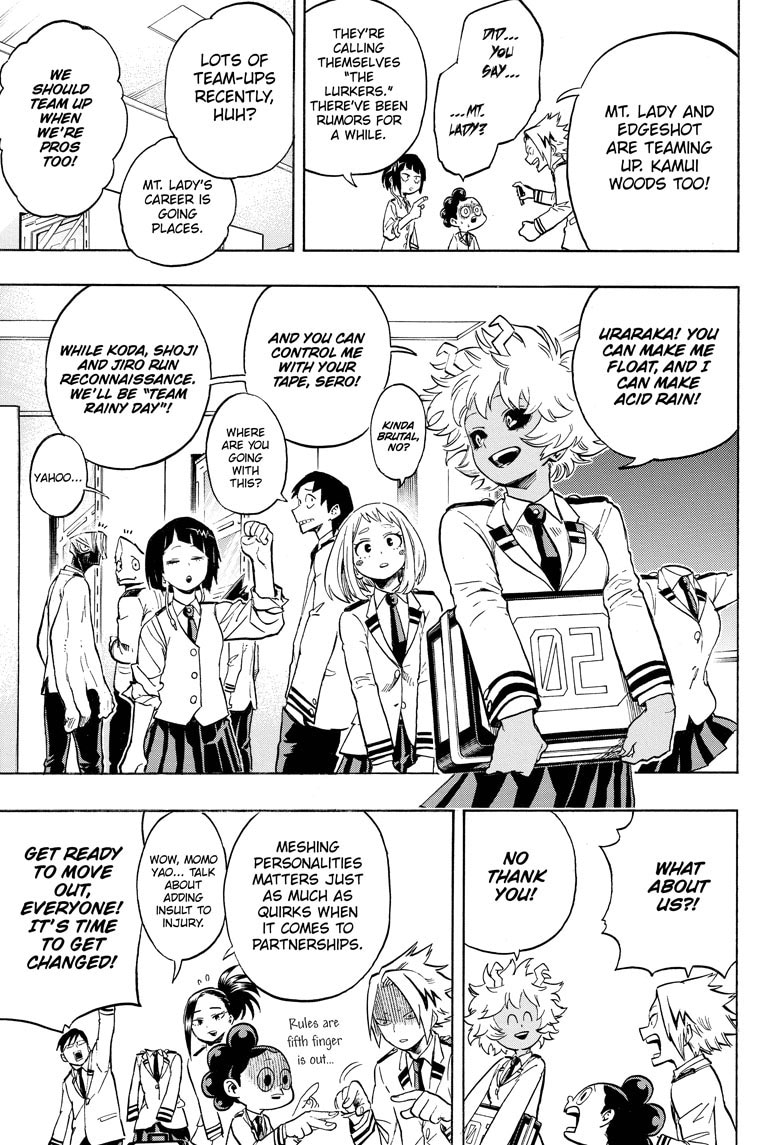 MT. LADY AND
EDGESHOT
ARE TEAMING
UP. KAMUI
WOODS TOO!
DID...
YOU
SAY...
...MT.
LADY?
THEY'RE
CALLING
THEMSELVES
"THE
LURKERS."
THERE'VE BEEN
RUMORS FOR
A WHILE.
LOTS OF
TEAM-UPS
RECENTLY,
HUH?
MT. LADY'S
CAREER IS
GOING
PLACES.
WE
SHOULD
TEAM UP
WHEN
WE'RE
PROS
TOO!
URARAKA! YOU
CAN MAKE ME
FLOAT, AND I
CAN MAKE
ACID RAIN!
KINDA
BRUTAL,
NO?
AND YOU CAN
CONTROL ME
WITH YOUR
TAPE, SERO!
WHERE
ARE YOU
GOING
WITH
THIS?
WHILE KODA, SHOJI
AND JIRO RUN
RECONNAISSANCE.
WE'LL BE "TEAM
RAINY DAY"!
YAHOO...
02
WHAT
ABOUT
US?!
NO
THANK
YOU!
MESHING
PERSONALITIES
MATTERS JUST
AS MUCH AS
QUIRKS WHEN
IT COMES TO
PARTNERSHIPS.
WOW, MOMO
YAO... TALK
ABOUT
ADDING
INSULT TO
INJURY.
Rules are
fifth finger
is out...
GET READY
TO MOVE
OUT,
EVERYONE!
IT'S TIME
TO GET
CHANGED!
02